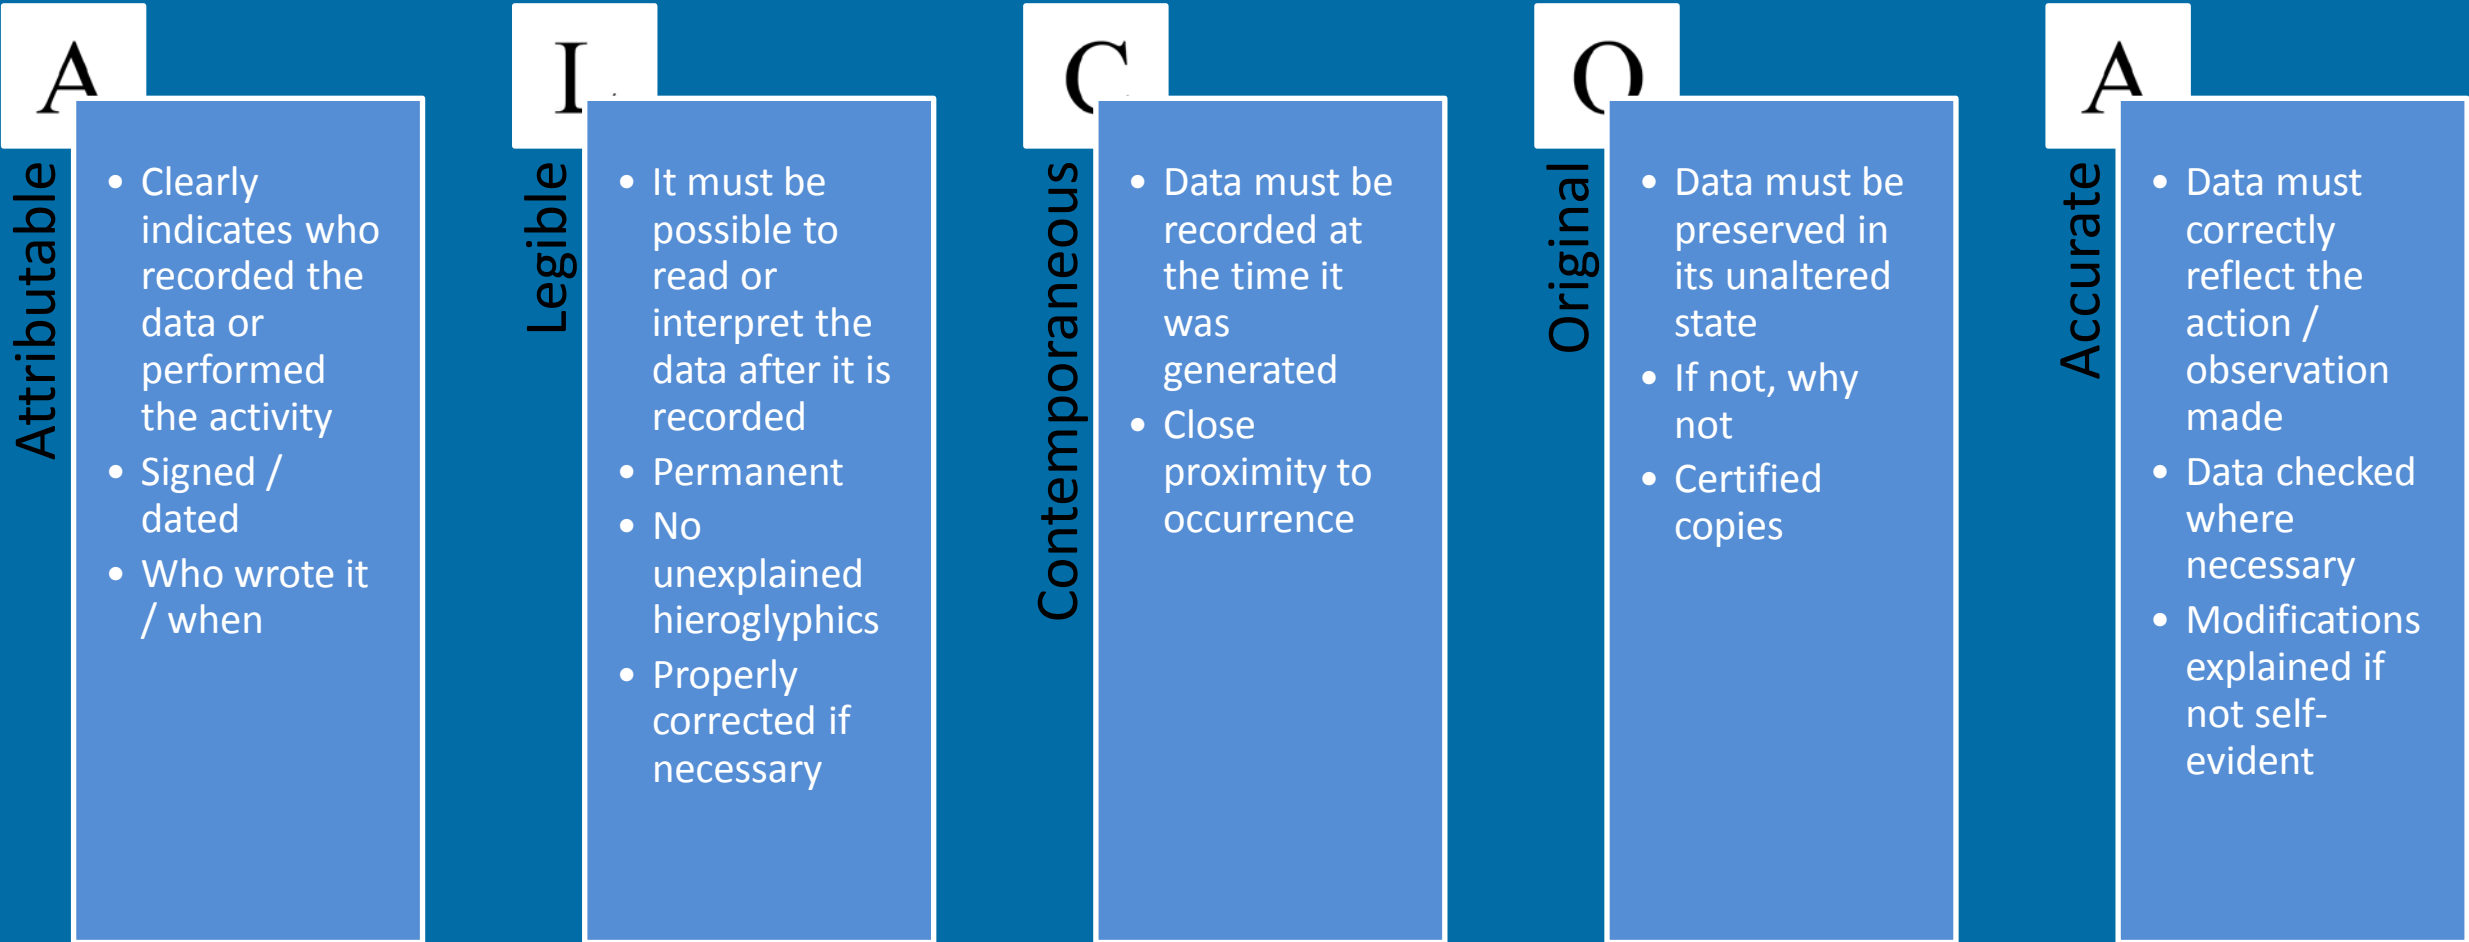 A
Attributable
• Clearly
indicates who
recorded the
data or
performed
the activity
• Signed /
dated
• Who wrote it
/ when
L
Legible
• It must be
possible to
read or
interpret the
data after it is
recorded
• Permanent
• No
unexplained
hieroglyphics
• Properly
corrected if
necessary
C
Contemporaneous
• Data must be
recorded at
the time it
was
generated
• Close
proximity to
occurrence
O
Original
• Data must be
preserved in
its unaltered
state
• If not, why
not
• Certified
copies
A
Accurate
• Data must
correctly
reflect the
action /
observation
made
• Data checked
where
necessary
• Modifications
explained if
not self-
evident